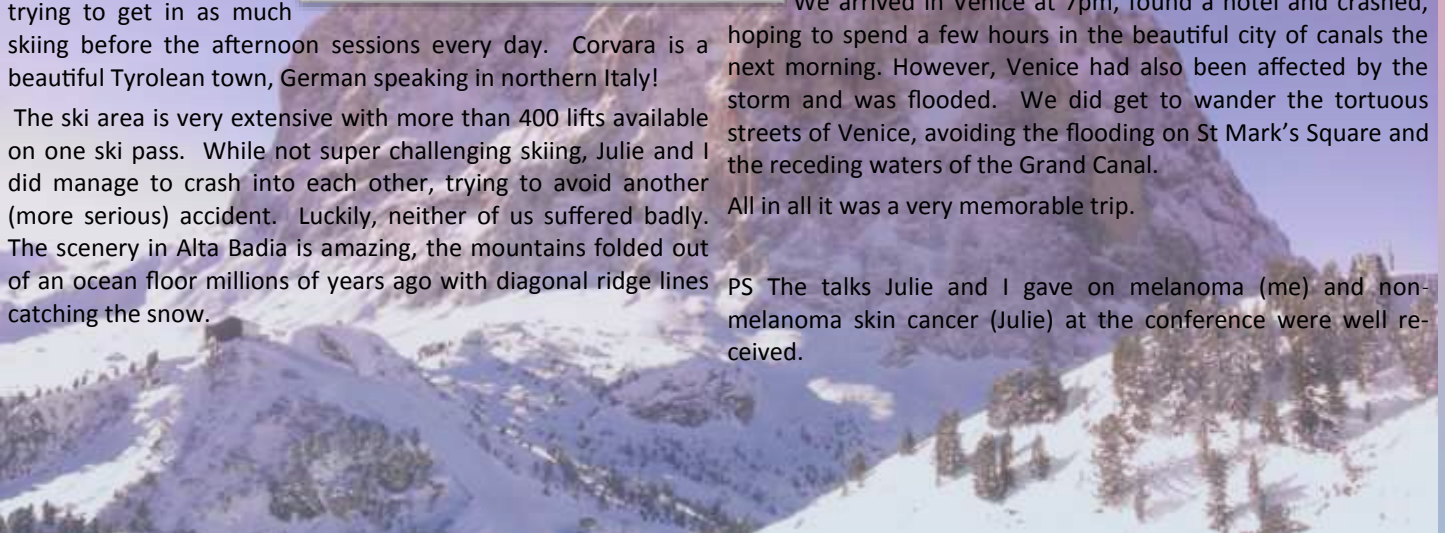 trying to get in as much
skiing before the afternoon sessions every day. Corvara is a
beautiful Tyrolean town, German speaking in northern Italy!
The ski area is very extensive with more than 400 lifts available
on one ski pass. While not super challenging skiing, Julie and I
did manage to crash into each other, trying to avoid another
(more serious) accident. Luckily, neither of us suffered badly.
The scenery in Alta Badia is amazing, the mountains folded out
of an ocean floor millions of years ago with diagonal ridge lines
catching the snow.
We arrived in Venice at 7pm, found a hotel and crashed,
hoping to spend a few hours in the beautiful city of canals the
next morning. However, Venice had also been affected by the
storm and was flooded. We did get to wander the tortuous
streets of Venice, avoiding the flooding on St Mark's Square and
the receding waters of the Grand Canal.
All in all it was a very memorable trip.
PS The talks Julie and I gave on melanoma (me) and non-
melanoma skin cancer (Julie) at the conference were well re-
ceived.